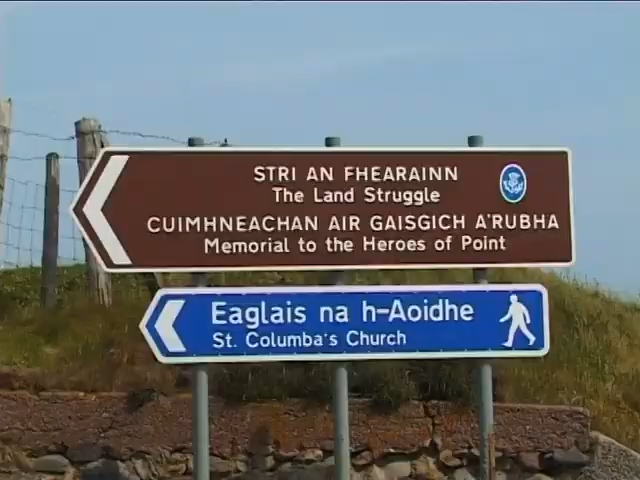 STRI AN FHEARAINN
The Land Struggle
CUIMHNEACHAN AIR GAISGICH A'RUBHA
Memorial to the Heroes of Point
Eaglais na h-Aoidhe
St. Columba's Church